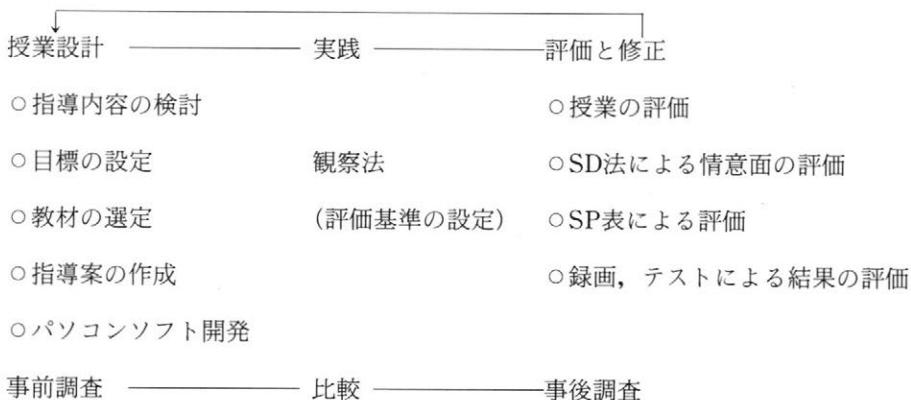 授業設計 実践 評価と修正
○指導内容の検討 ○授業の評価
○目標の設定 観察法 ○SD法による情意面の評価
○教材の選定 (評価基準の設定) ○SP表による評価
○指導案の作成 ○録画，テストによる結果の評価
○パソコンソフト開発
事前調査 比較 事後調査